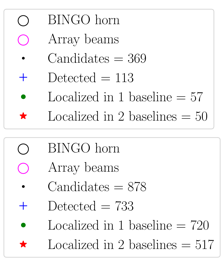 BINGO horn
Array beams
Candidates = 369
Detected = 113
Localized in 1 baseline = 57
Localized in 2 baselines = 50
BINGO horn
Array beams
Candidates = 878
Detected = 733
Localized in 1 baseline = 720
Localized in 2 baselines = 517